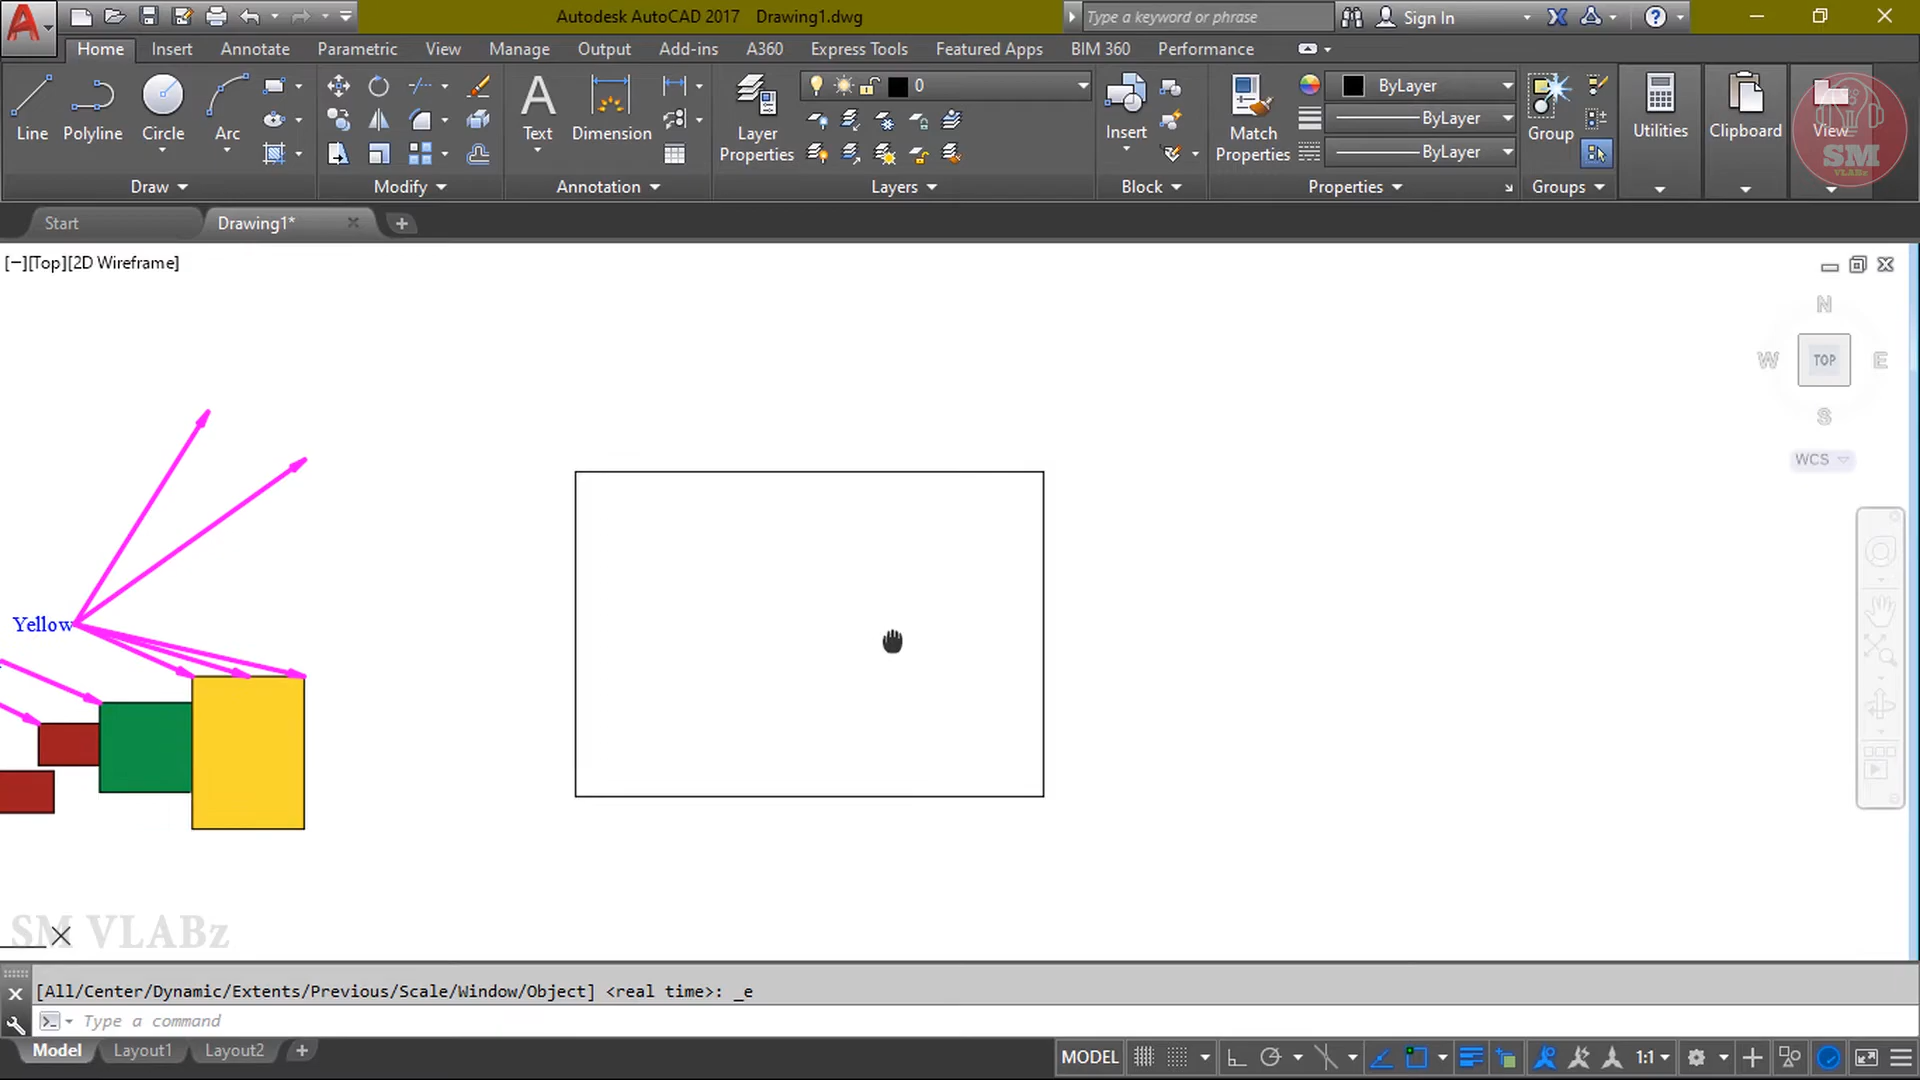 Autodesk AutoCAD 2017 Drawing1.dwg
Type a keyword or phrase
Sign In
Home Insert Annotate Parametric View Manage Output Add-ins A360 Express Tools Featured Apps BIM 360 Performance
Line
Polyline
Circle
Arc
Draw
Modify
Text
Dimension
Annotation
Layer Properties
0
Layers
Insert
Block
Match Properties
ByLayer
ByLayer
ByLayer
Properties
Group
Groups
Utilities
Clipboard
View
SM
VLABz
Start
Drawing1*
[−][Top][2D Wireframe]
N
W
TOP
E
S
WCS
Yellow
SM VLABz
[All/Center/Dynamic/Extents/Previous/Scale/Window/Object] <real time>: _e
Type a command
Model Layout1 Layout2
MODEL
1:1